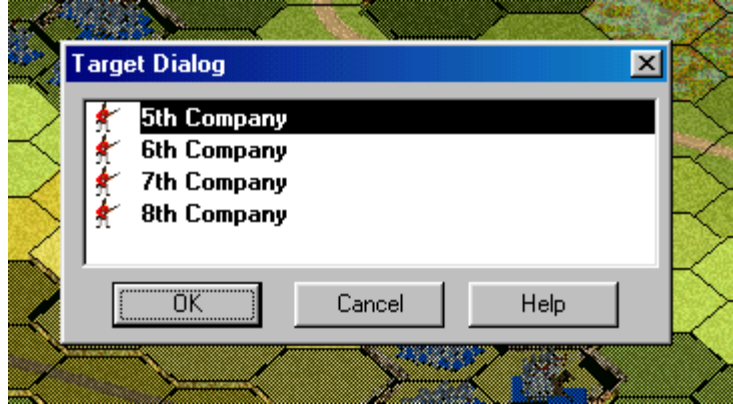 Target Dialog
5th Company
6th Company
7th Company
8th Company
OK Cancel Help